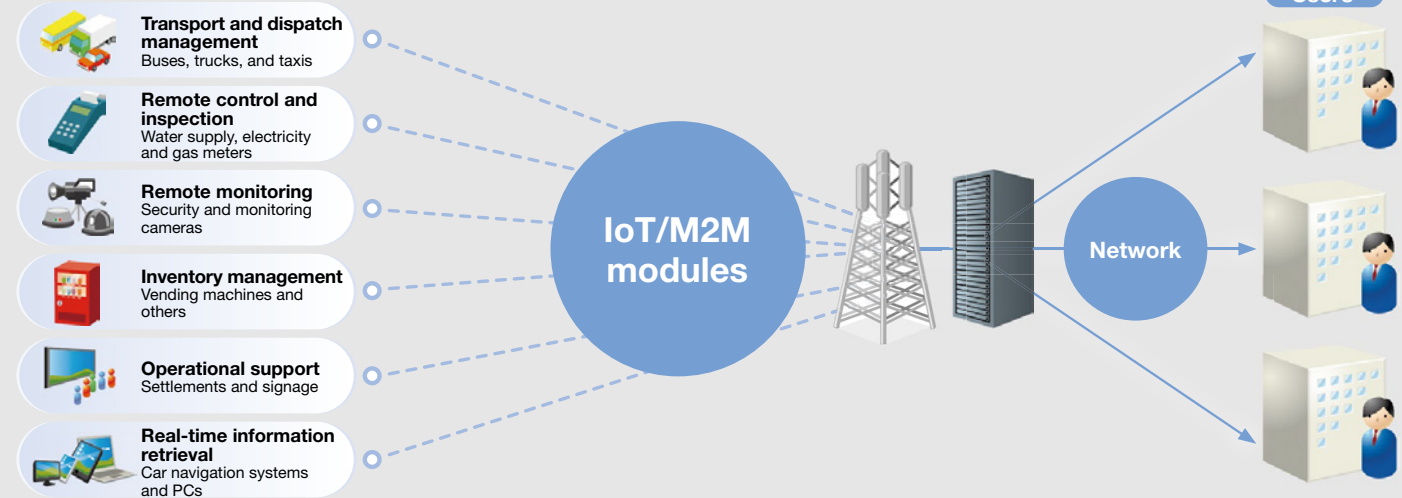 Users
Transport and dispatch
management
Buses, trucks, and taxis
Remote control and
inspection
Water supply, electricity
and gas meters
Remote monitoring
Security and monitoring
cameras
Inventory management
Vending machines and
others
Operational support
Settlements and signage
Real-time information
retrieval
Car navigation systems
and PCs
IoT/M2M
modules
Network